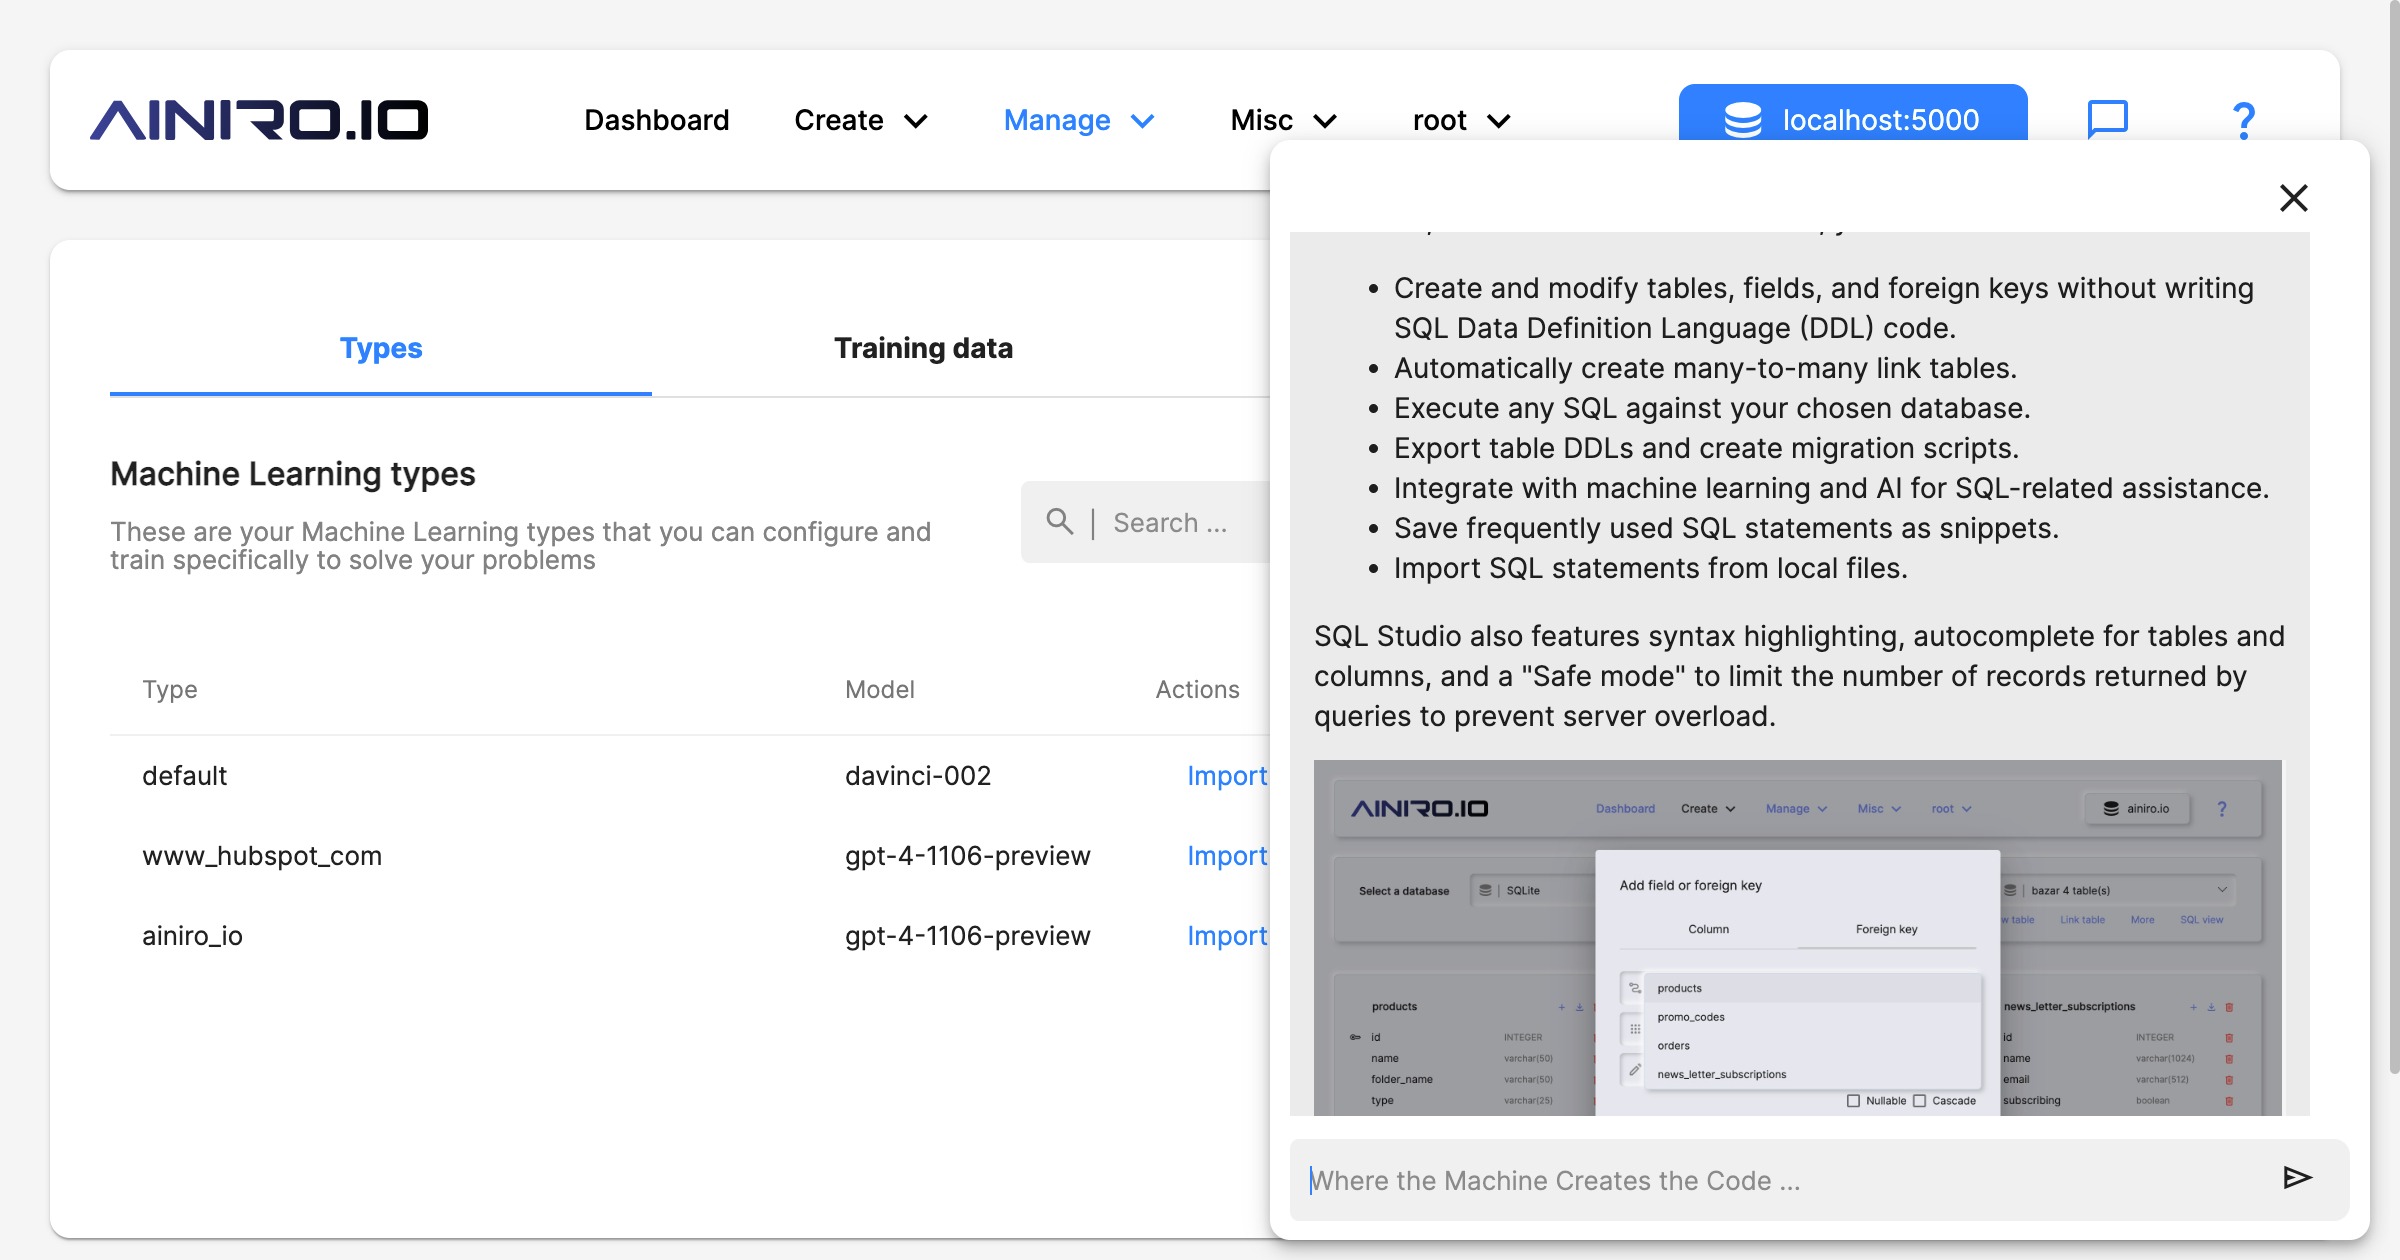 AINIRO.IO
Dashboard
Create
Manage
Misc
root
localhost:5000
?
Types
Training data
Machine Learning types
These are your Machine Learning types that you can configure and
train specifically to solve your problems
| Search ...
Type Model Actions
default davinci-002 Import
www_hubspot_com gpt-4-1106-preview Import
ainiro_io gpt-4-1106-preview Import
• Create and modify tables, fields, and foreign keys without writing
SQL Data Definition Language (DDL) code.
• Automatically create many-to-many link tables.
• Execute any SQL against your chosen database.
• Export table DDLs and create migration scripts.
• Integrate with machine learning and AI for SQL-related assistance.
• Save frequently used SQL statements as snippets.
• Import SQL statements from local files.
SQL Studio also features syntax highlighting, autocomplete for tables and
columns, and a "Safe mode" to limit the number of records returned by
queries to prevent server overload.
AINIRO.IO
Dashboard
Create
Manage
Misc
root
ainiro.io
?
Select a database
| SQLite
| bazar 4 table(s)
table
Link table
More
SQL view
Add field or foreign key
Column
Foreign key
products
promo_codes
orders
news_letter_subscriptions
Nullable
Cascade
products
id INTEGER
name varchar(50)
folder_name varchar(50)
type varchar(25)
news_letter_subscriptions
id INTEGER
name varchar(1024)
email varchar(512)
subscribing boolean
Where the Machine Creates the Code ...